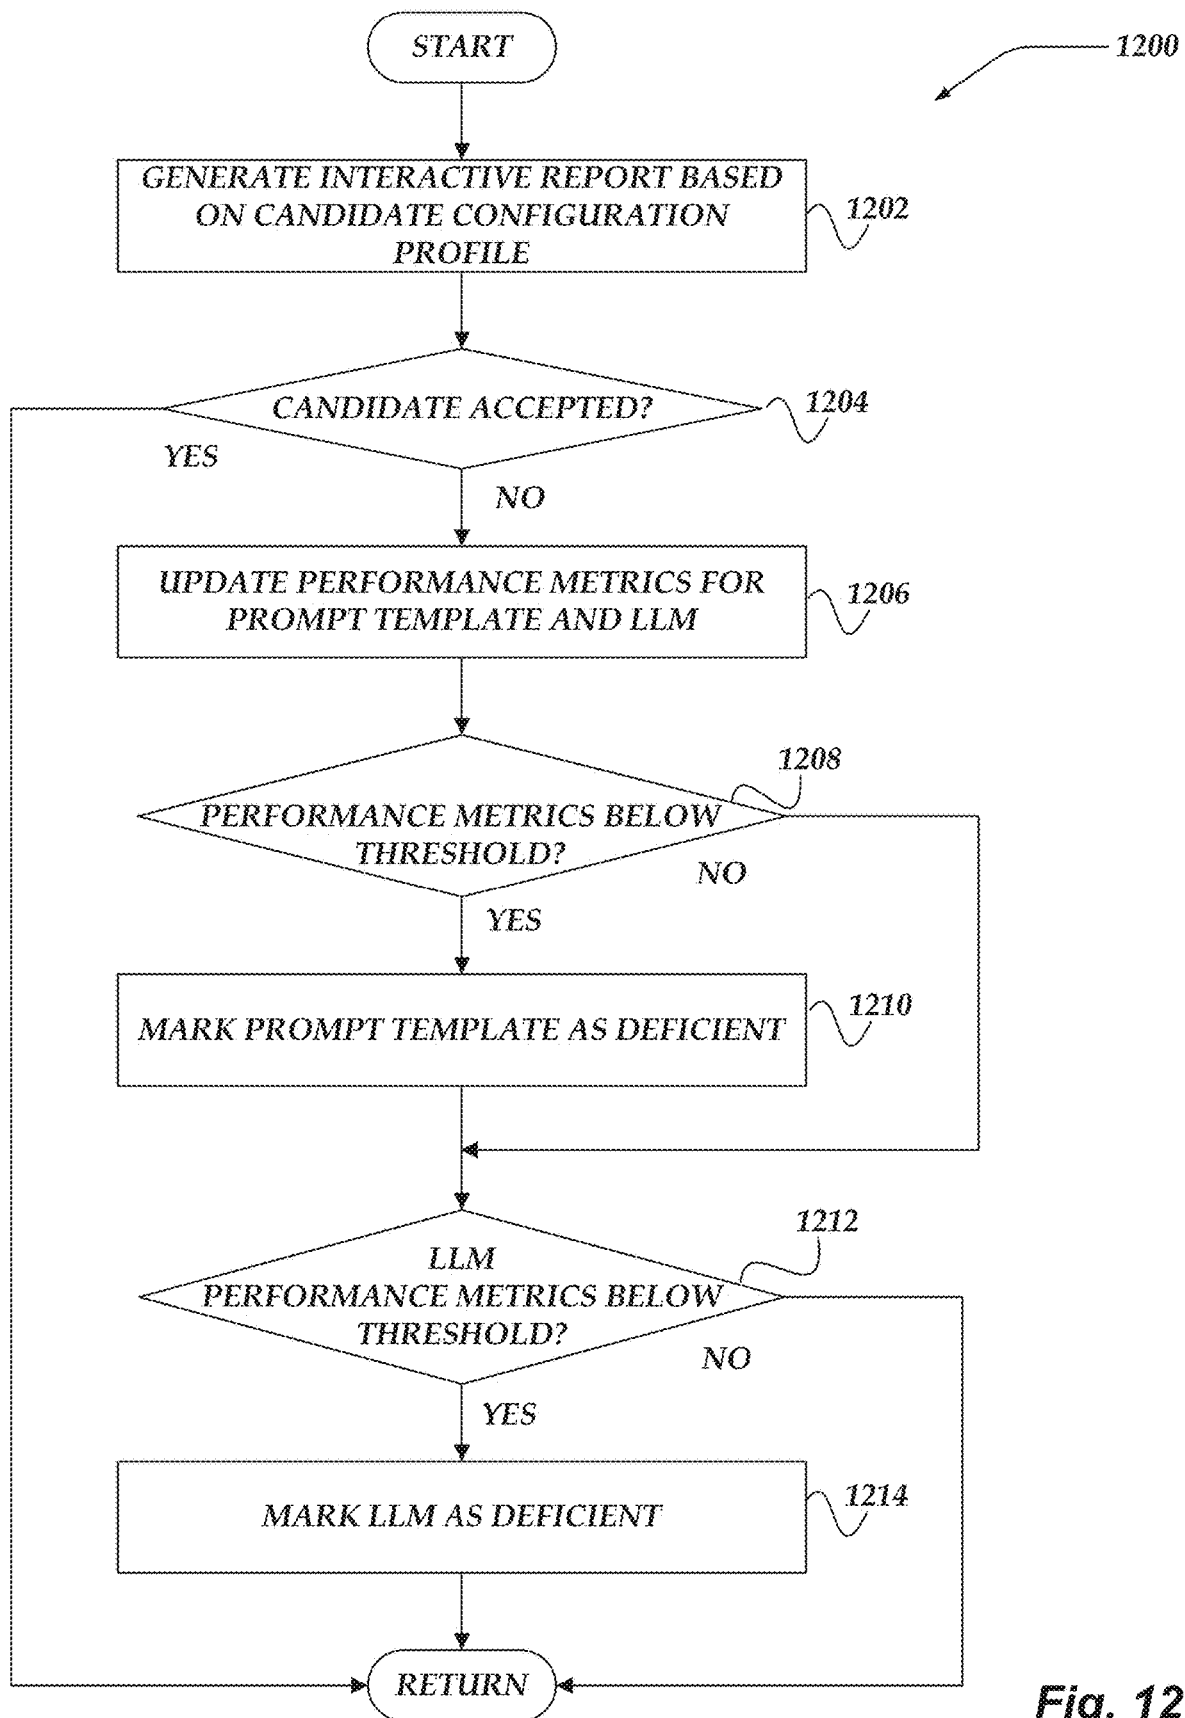 START
1200
GENERATE INTERACTIVE REPORT BASED
ON CANDIDATE CONFIGURATION
PROFILE
1202
CANDIDATE ACCEPTED?
1204
YES
NO
UPDATE PERFORMANCE METRICS FOR
PROMPT TEMPLATE AND LLM
1206
1208
PERFORMANCE METRICS BELOW
THRESHOLD?
NO
YES
MARK PROMPT TEMPLATE AS DEFICIENT
1210
1212
LLM
PERFORMANCE METRICS BELOW
THRESHOLD?
NO
YES
MARK LLM AS DEFICIENT
1214
RETURN
Fig. 12